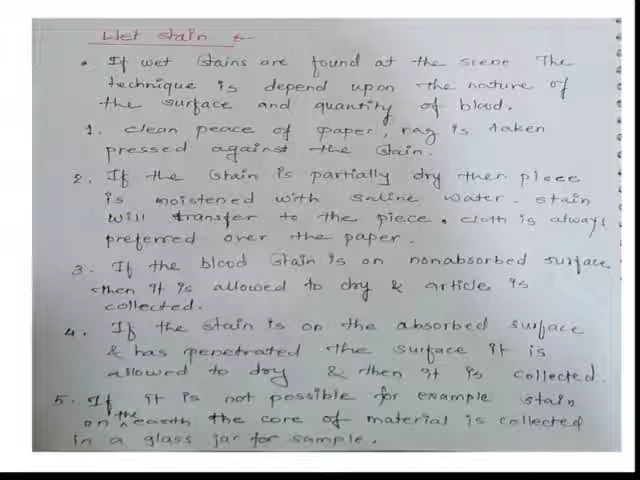 Wet stain :-
• If wet stains are found at the scene The
technique is depend upon the nature of
the surface and quantity of blood.
1. clean peace of paper, rag is taken
pressed against the stain.
2. If the stain is partially dry then piece
is moistened with saline water. stain
will transfer to the piece. cloth is always
preferred over the paper.
3. If the blood stain is on nonabsorbed surface
then it is allowed to dry & article is
collected.
4. If the stain is on the absorbed surface
& has penetrated the surface it is
allowed to dry & then it is collected.
5. If it is not possible for example stain
on the earth the core of material is collected
in a glass jar for sample.